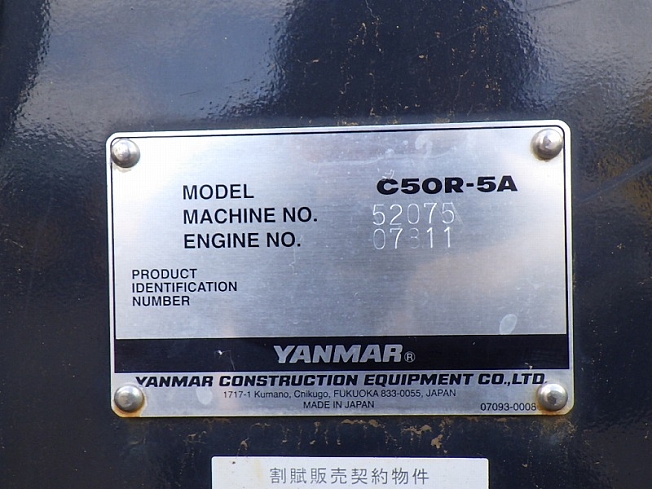 MODEL C50R-5A
MACHINE NO. 52075
ENGINE NO. 07811
PRODUCT
IDENTIFICATION
NUMBER
YANMAR®
YANMAR CONSTRUCTION EQUIPMENT CO.,LTD.
1717-1 Kumano, Chikugo, FUKUOKA 833-0055, JAPAN
MADE IN JAPAN
07093-0008
割賦販売契約物件